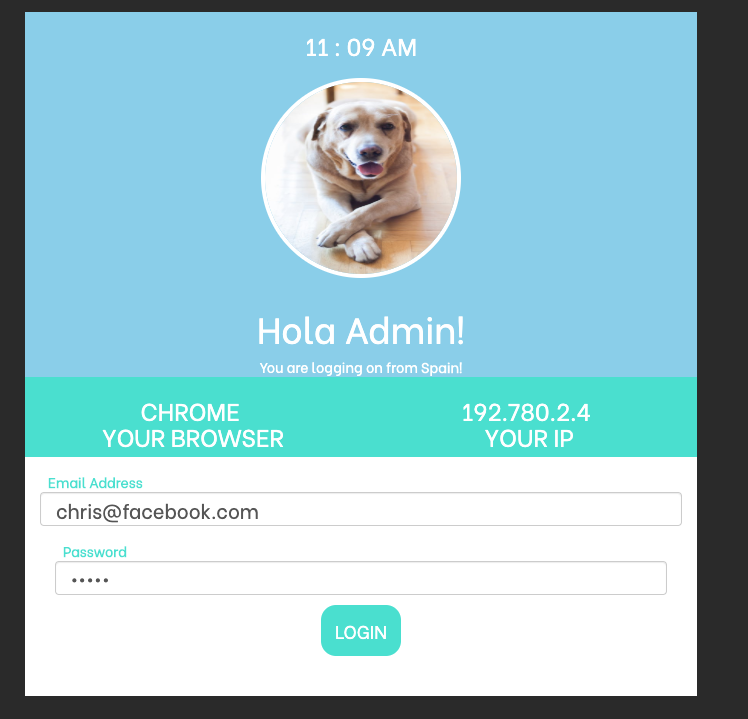 11 : 09 AM
Hola Admin!
You are logging on from Spain!
CHROME
YOUR BROWSER
192.780.2.4
YOUR IP
Email Address
chris@facebook.com
Password
•••••
LOGIN